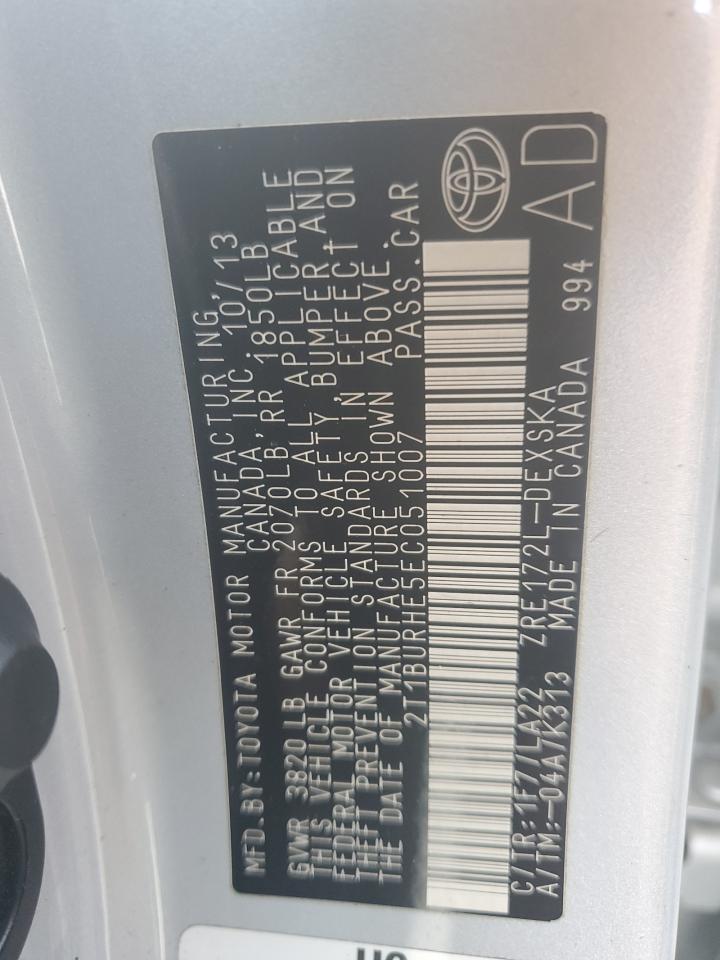 MFD.BY:TOYOTA MOTOR MANUFACTURING,
CANADA,INC. 10/13
GVWR 3820LB GAWR FR 2070LB,RR 1850LB
THIS VEHICLE CONFORMS TO ALL APPLICABLE
FEDERAL MOTOR VEHICLE SAFETY,BUMPER,AND
THEFT PREVENTION STANDARDS IN EFFECT ON
THE DATE OF MANUFACTURE SHOWN ABOVE.
2T1BURHE5EC051007 PASS.CAR
C/TR:1F7/LA22 ZRE172L-DEXSKA
A/TM:-04A/K313 MADE IN CANADA 994
AD